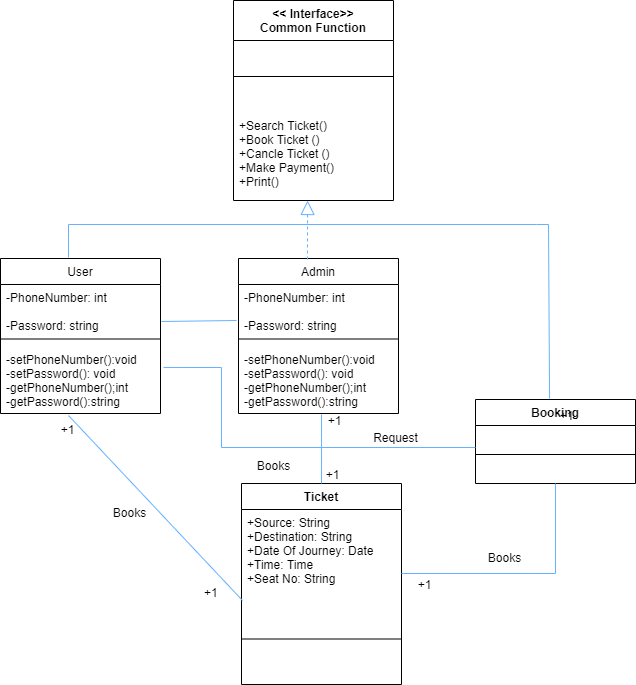 << Interface>>
Common Function
+Search Ticket()
+Book Ticket ()
+Cancle Ticket ()
+Make Payment()
+Print()
User
-PhoneNumber: int
-Password: string
-setPhoneNumber():void
-setPassword(): void
-getPhoneNumber();int
-getPassword():string
Admin
-PhoneNumber: int
-Password: string
-setPhoneNumber():void
-setPassword(): void
-getPhoneNumber();int
-getPassword():string
Booking
+1
+1
+1
Request
Books
+1
Ticket
+Source: String
+Destination: String
+Date Of Journey: Date
+Time: Time
+Seat No: String
Books
+1
Books
+1